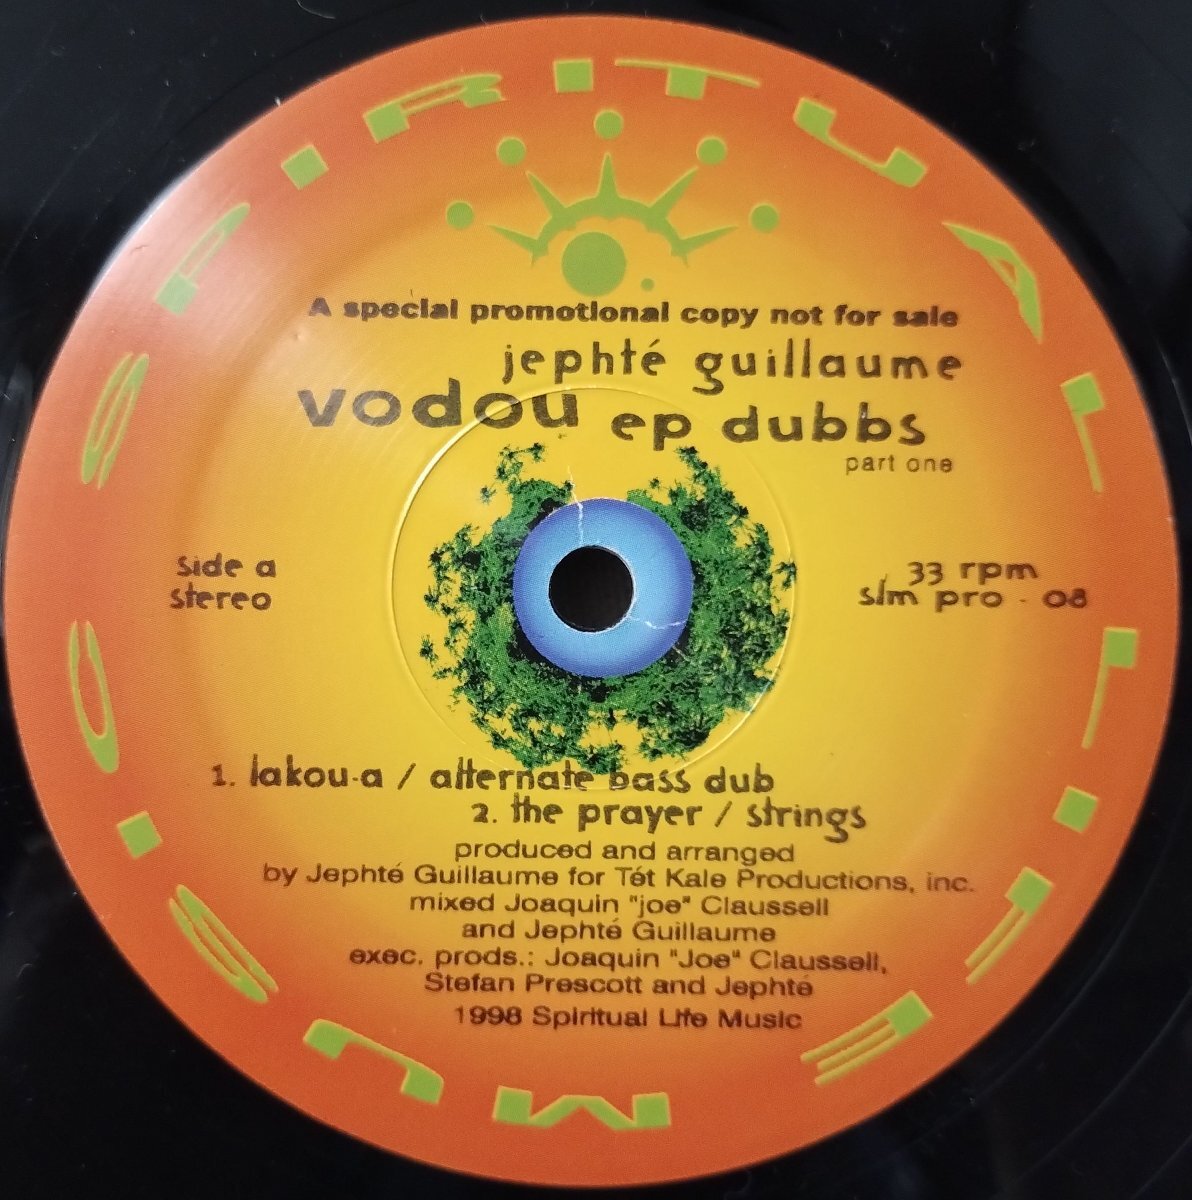 SPIRITUAL LIFE MUSIC
A special promotional copy not for sale
jephté guillaume
vodou ep dubbs
part one
side a
stereo
33 rpm
slm pro - 08
1. lakou-a / alternate bass dub
2. the prayer / strings
produced and arranged
by Jephté Guillaume for Tét Kale Productions, inc.
mixed Joaquin "joe" Claussell
and Jephté Guillaume
exec. prods.: Joaquin "Joe" Claussell,
Stefan Prescott and Jephté
1998 Spiritual Life Music